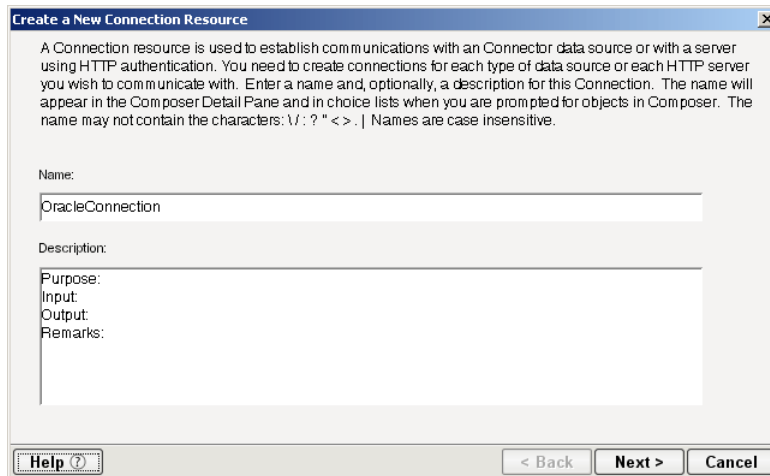 Create a New Connection Resource
A Connection resource is used to establish communications with an Connector data source or with a server
using HTTP authentication. You need to create connections for each type of data source or each HTTP server
you wish to communicate with. Enter a name and, optionally, a description for this Connection. The name will
appear in the Composer Detail Pane and in choice lists when you are prompted for objects in Composer. The
name may not contain the characters: \ / : ? " < > . | Names are case insensitive.
Name:
OracleConnection
Description:
Purpose:
Input:
Output:
Remarks:
Help ?
< Back Next > Cancel